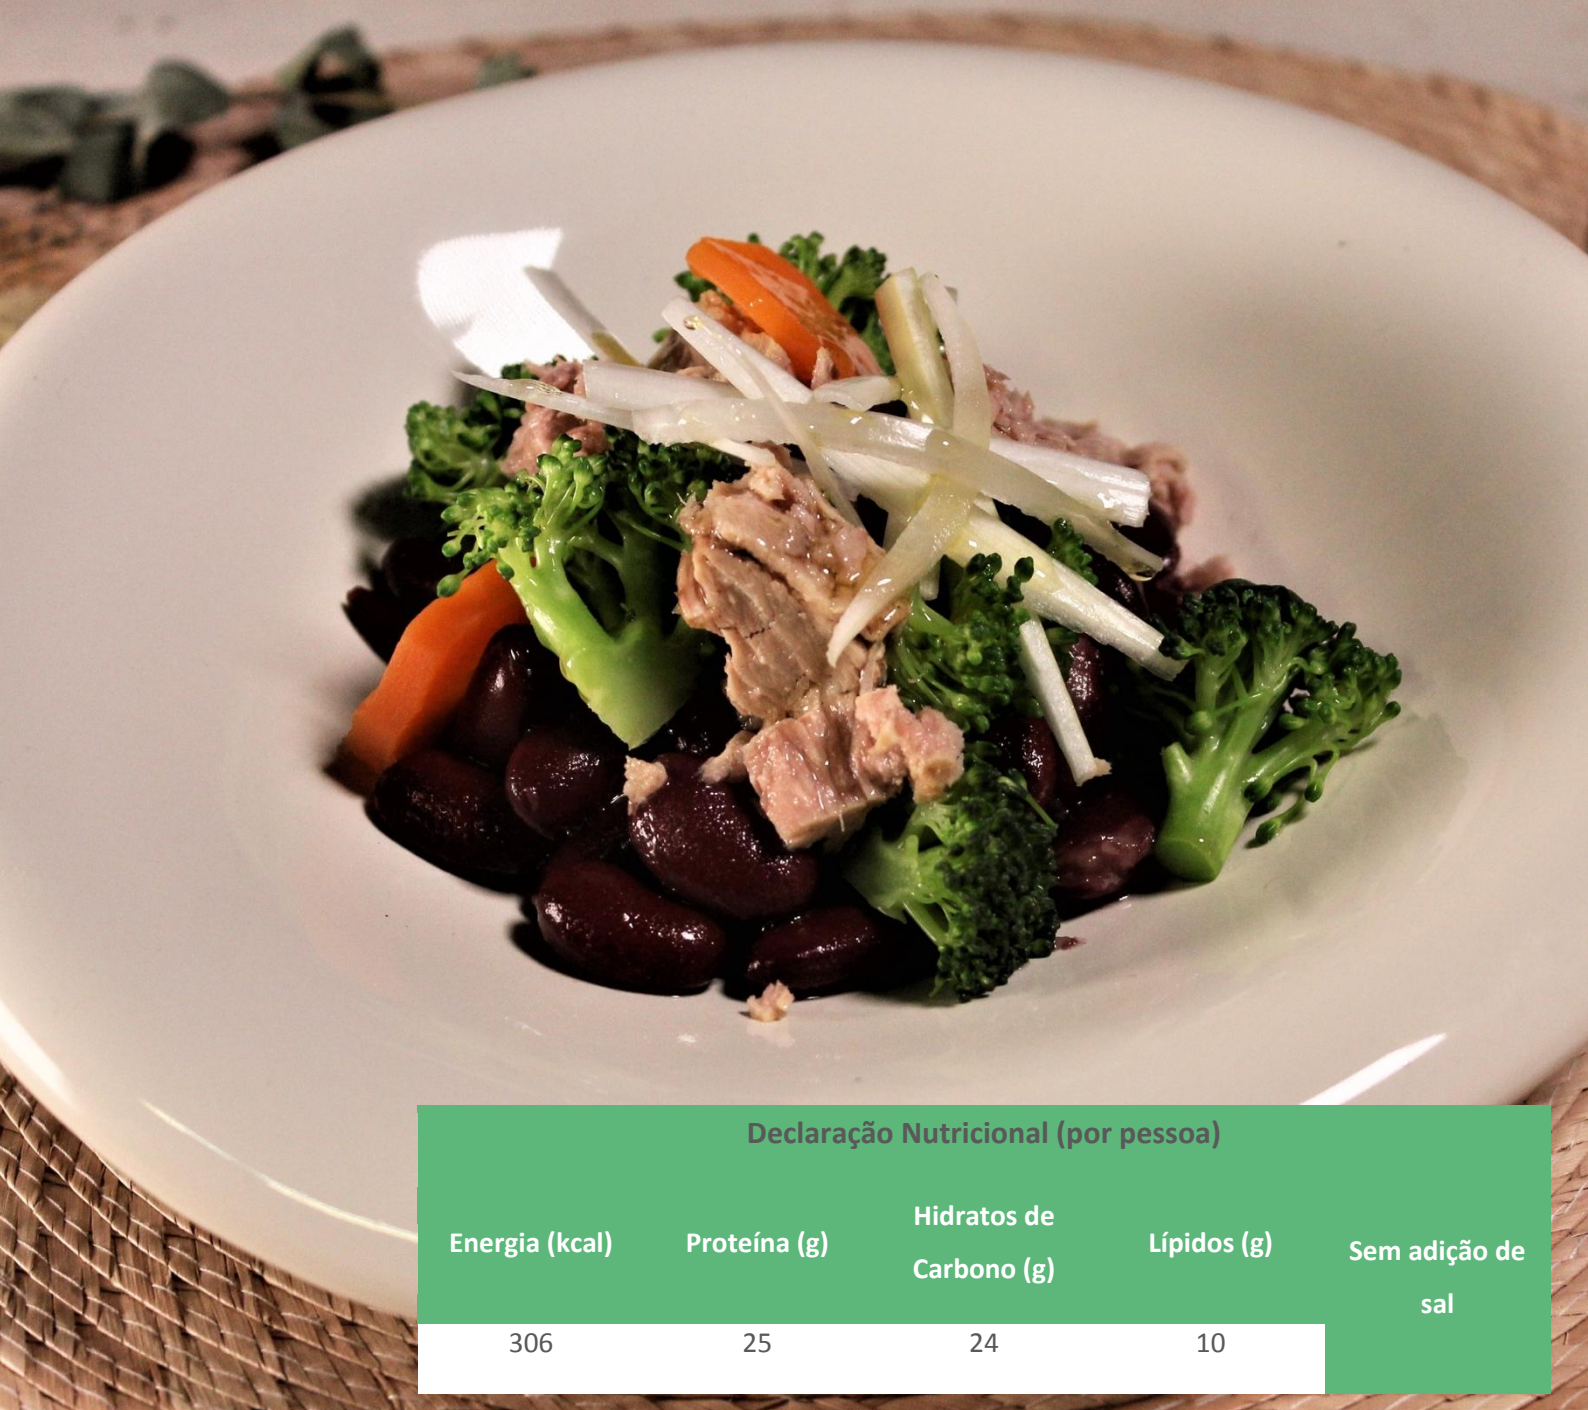 Declaração Nutricional (por pessoa)
Energia (kcal)
Proteína (g)
Hidratos de
Carbono (g)
Lípidos (g)
Sem adição de
sal
306
25
24
10